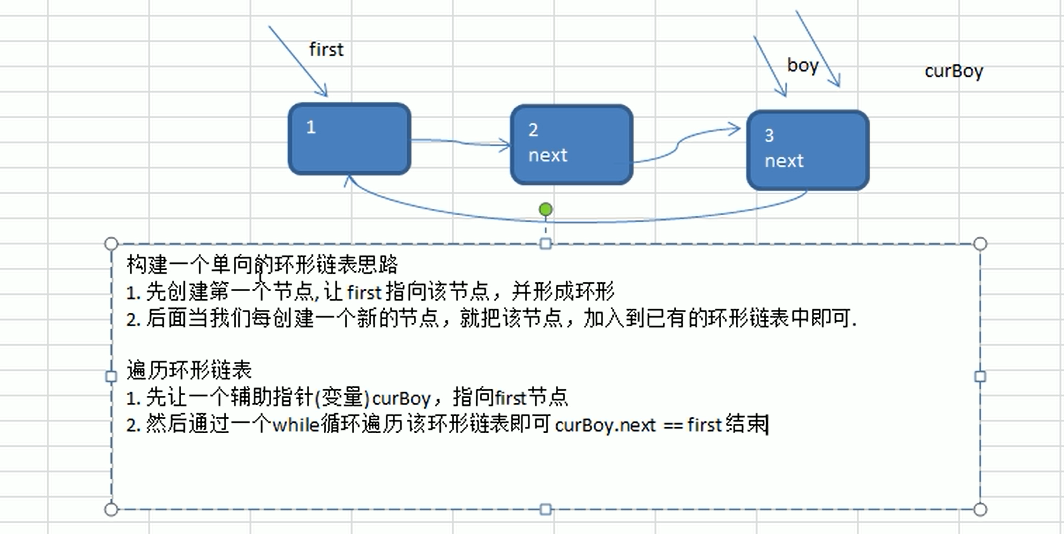 first
boy
curBoy
1
2
next
3
next
构建一个单向的环形链表思路
1. 先创建第一个节点, 让 first 指向该节点，并形成环形
2. 后面当我们每创建一个新的节点，就把该节点，加入到已有的环形链表中即可.
遍历环形链表
1. 先让一个辅助指针(变量) curBoy，指向first节点
2. 然后通过一个while循环遍历 该环形链表即可 curBoy.next == first 结束